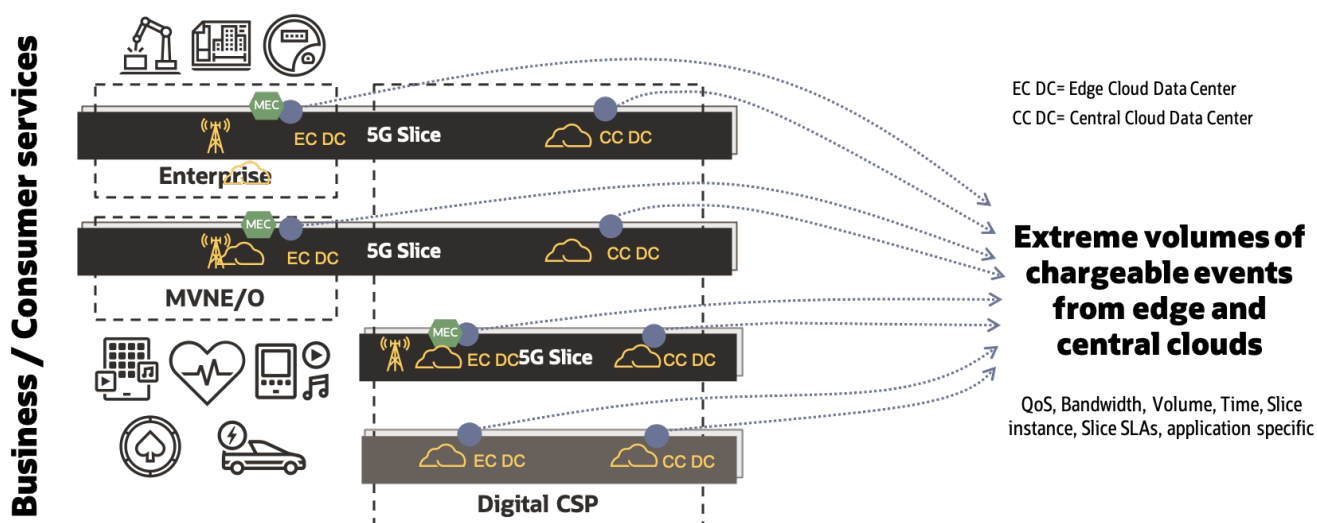 Business / Consumer services
EC DC= Edge Cloud Data Center
CC DC= Central Cloud Data Center
MEC
EC DC
5G Slice
CC DC
Enterprise
MEC
EC DC
5G Slice
CC DC
MVNE/O
MEC
EC DC
5G Slice
CC DC
EC DC
CC DC
Digital CSP
Extreme volumes of
chargeable events
from edge and
central clouds
QoS, Bandwidth, Volume, Time, Slice
instance, Slice SLAs, application specific